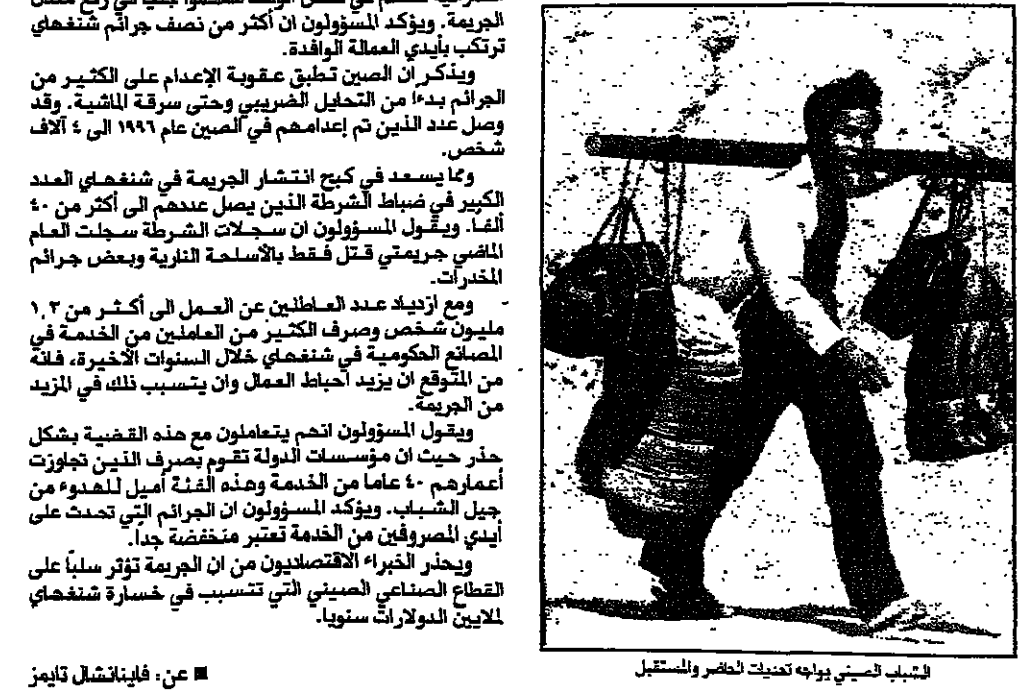 الجريمة. ويؤكد المسؤولون ان أكثر من نصف جرائم شنغهاي
ترتكب بأيدي العمالة الوافدة.
ويذكر ان الصين تطبق عقوبة الإعدام على الكثير من
الجرائم بدءاً من التحايل الضريبي وحتى سرقة الماشية. وقد
وصل عدد الذين تم إعدامهم في الصين عام ١٩٩٦ الى ٤ آلاف
شخص.
ومما يسعد في كبح انتشار الجريمة في شنغهاي العدد
الكبير في ضباط الشرطة الذين يصل عددهم الى أكثر من ٤٠
ألفا. ويقول المسؤولون ان سجلات الشرطة سجلت العام
الماضي جريمتي قتل فقط بالأسلحة النارية وبعض جرائم
المخدرات.
ومع ازدياد عدد العاطلين عن العمل الى أكثر من ١,٣
مليون شخص وصرف الكثير من العاملين من الخدمة في
المصانع الحكومية في شنغهاي خلال السنوات الأخيرة، فانه
من المتوقع ان يزيد احباط العمال وان يتسبب ذلك في المزيد
من الجريمة.
ويقول المسؤولون انهم يتعاملون مع هذه القضية بشكل
حذر حيث ان مؤسسات الدولة تقوم بصرف الذين تجاوزت
أعمارهم ٤٠ عاما من الخدمة وهذه الفئة أميل للهدوء من
جيل الشباب. ويؤكد المسؤولون ان الجرائم التي تحدث على
أيدي المصروفين من الخدمة تعتبر منخفضة جداً.
ويحذر الخبراء الاقتصاديون من ان الجريمة تؤثر سلباً على
القطاع الصناعي الصيني التي تتسبب في خسارة شنغهاي
لملايين الدولارات سنويا.
■ عن: فاينانشال تايمز
الشباب الصيني يواجه تحديات الحاضر والمستقبل